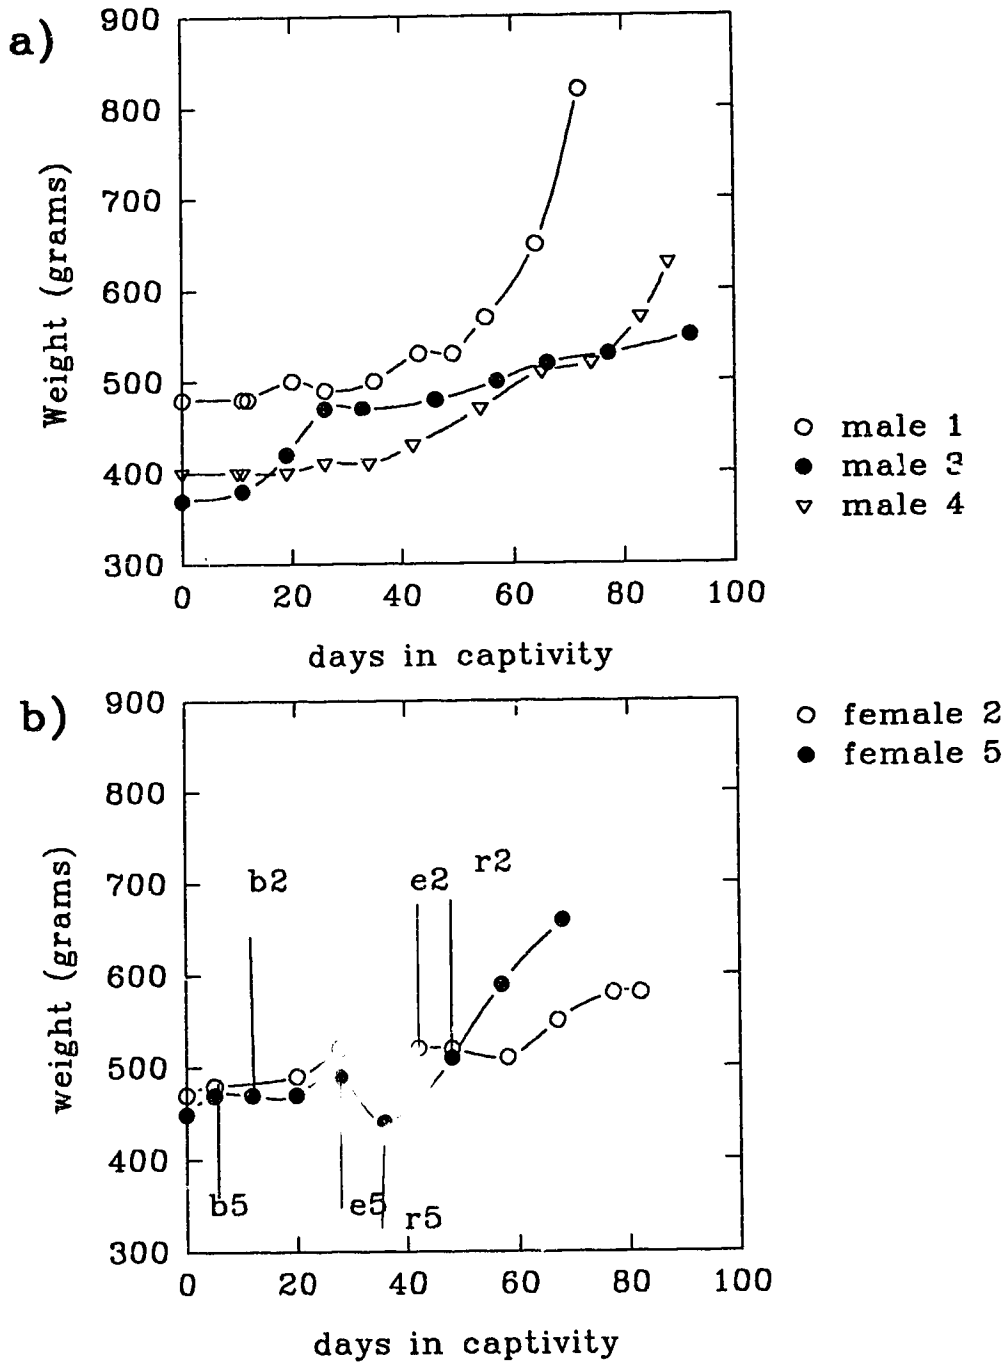 a)
900
800
700
600
500
400
300
Weight (grams)
0 20 40 60 80 100
days in captivity
male 1
male 3
male 4
b)
900
800
700
600
500
400
300
weight (grams)
b2
e2
r2
b5
e5
r5
0 20 40 60 80 100
days in captivity
female 2
female 5